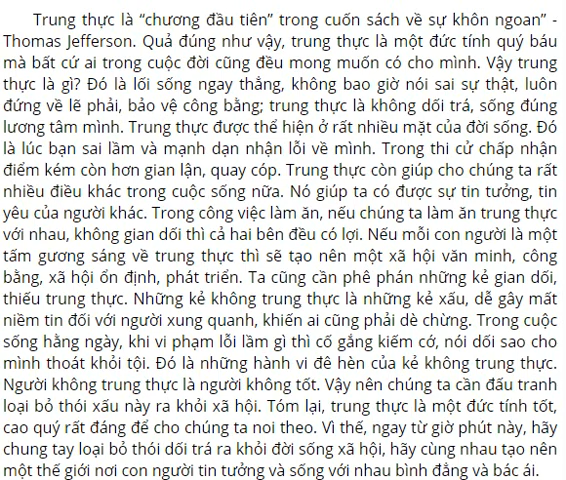 Trung thực là “chương đầu tiên” trong cuốn sách về sự khôn ngoan” -
Thomas Jefferson. Quả đúng như vậy, trung thực là một đức tính quý báu
mà bất cứ ai trong cuộc đời cũng đều mong muốn có cho mình. Vậy trung
thực là gì? Đó là lối sống ngay thẳng, không bao giờ nói sai sự thật, luôn
đứng về lẽ phải, bảo vệ công bằng; trung thực là không dối trá, sống đúng
lương tâm mình. Trung thực được thể hiện ở rất nhiều mặt của đời sống. Đó
là lúc bạn sai lầm và mạnh dạn nhận lỗi về mình. Trong thi cử chấp nhận
điểm kém còn hơn gian lận, quay cóp. Trung thực còn giúp cho chúng ta rất
nhiều điều khác trong cuộc sống nữa. Nó giúp ta có được sự tin tưởng, tin
yêu của người khác. Trong công việc làm ăn, nếu chúng ta làm ăn trung thực
với nhau, không gian dối thì cả hai bên đều có lợi. Nếu mỗi con người là một
tấm gương sáng về trung thực thì sẽ tạo nên một xã hội văn minh, công
bằng, xã hội ổn định, phát triển. Ta cũng cần phê phán những kẻ gian dối,
thiếu trung thực. Những kẻ không trung thực là những kẻ xấu, dễ gây mất
niềm tin đối với người xung quanh, khiến ai cũng phải dè chừng. Trong cuộc
sống hằng ngày, khi vi phạm lỗi lầm gì thì cố gắng kiếm cớ, nói dối sao cho
mình thoát khỏi tội. Đó là những hành vi đê hèn của kẻ không trung thực.
Người không trung thực là người không tốt. Vậy nên chúng ta cần đấu tranh
loại bỏ thói xấu này ra khỏi xã hội. Tóm lại, trung thực là một đức tính tốt,
cao quý rất đáng để cho chúng ta noi theo. Vì thế, ngay từ giờ phút này, hãy
chung tay loại bỏ thói dối trá ra khỏi đời sống xã hội, hãy cùng nhau tạo nên
một thế giới nơi con người tin tưởng và sống với nhau bình đẳng và bác ái.